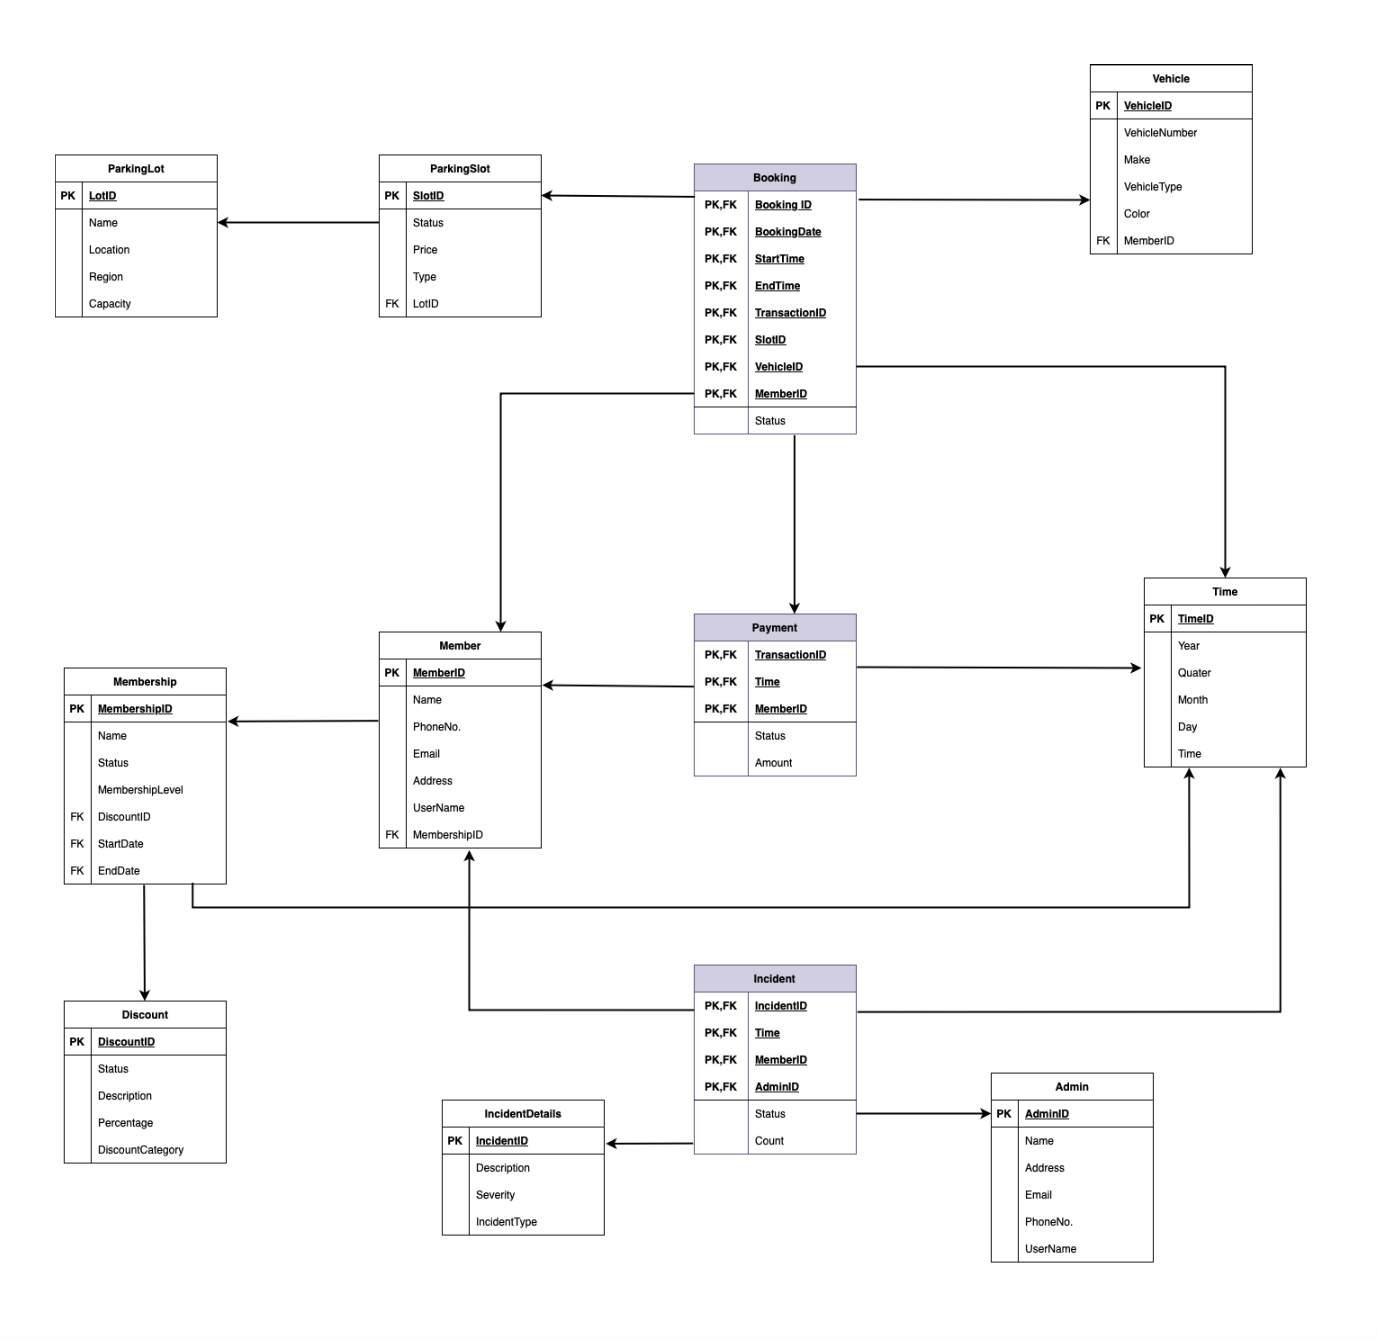 Vehicle
PK VehicleID
VehicleNumber
Make
VehicleType
Color
FK MemberID
ParkingLot
PK LotID
Name
Location
Region
Capacity
ParkingSlot
PK SlotID
Status
Price
Type
FK LotID
Booking
PK,FK Booking ID
PK,FK BookingDate
PK,FK StartTime
PK,FK EndTime
PK,FK TransactionID
PK,FK SlotID
PK,FK VehicleID
PK,FK MemberID
Status
Time
PK TimeID
Year
Quater
Month
Day
Time
Payment
PK,FK TransactionID
PK,FK Time
PK,FK MemberID
Status
Amount
Member
PK MemberID
Name
PhoneNo.
Email
Address
UserName
FK MembershipID
Membership
PK MembershipID
Name
Status
MembershipLevel
FK DiscountID
FK StartDate
FK EndDate
Incident
PK,FK IncidentID
PK,FK Time
PK,FK MemberID
PK,FK AdminID
Status
Count
Discount
PK DiscountID
Status
Description
Percentage
DiscountCategory
IncidentDetails
PK IncidentID
Description
Severity
IncidentType
Admin
PK AdminID
Name
Address
Email
PhoneNo.
UserName